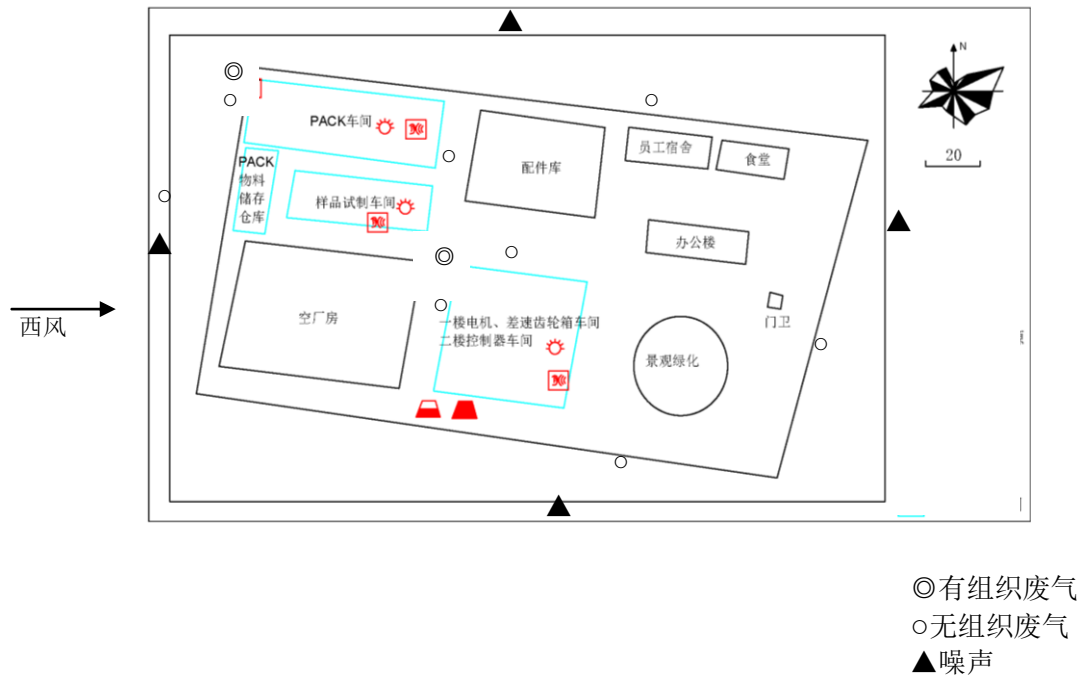 N
20
PACK车间
配件库
员工宿舍
食堂
PACK
物料
储存
仓库
样品试制车间
办公楼
西风
空厂房
门卫
一楼电机、差速齿轮箱车间
二楼控制器车间
景观绿化
◎有组织废气
○无组织废气
▲噪声